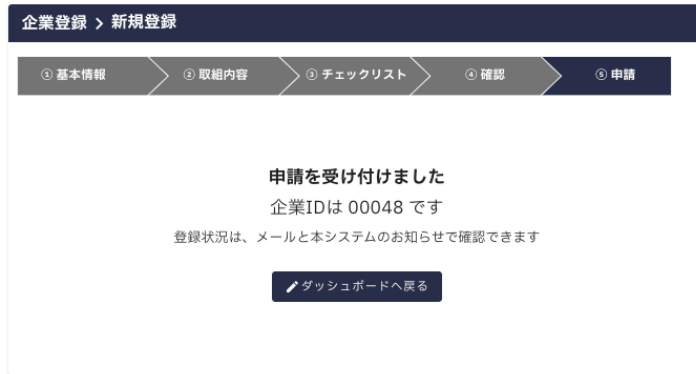 企業登録 > 新規登録
① 基本情報
② 取組内容
③ チェックリスト
④ 確認
⑤ 申請
申請を受け付けました
企業IDは 00048 です
登録状況は、メールと本システムのお知らせで確認できます
ダッシュボードへ戻る